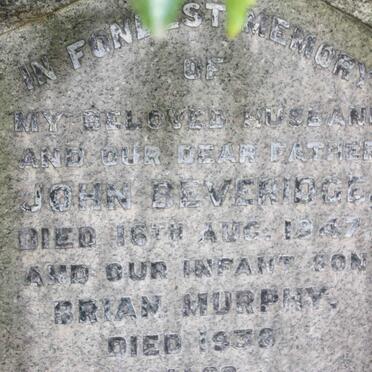 IN FONDEST MEMORY
OF
MY BELOVED HUSBAND
AND OUR DEAR FATHER
JOHN BEVERIDGE.
DIED 16TH AUG. 1947.
AND OUR INFANT SON
BRIAN MURPHY.
DIED 1938